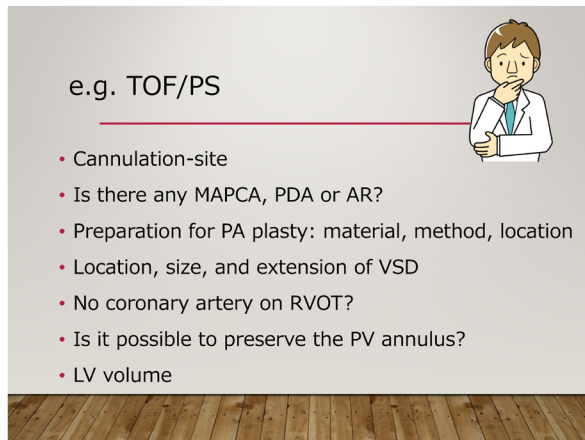 e.g. TOF/PS
• Cannulation-site
• Is there any MAPCA, PDA or AR?
• Preparation for PA plasty: material, method, location
• Location, size, and extension of VSD
• No coronary artery on RVOT?
• Is it possible to preserve the PV annulus?
• LV volume